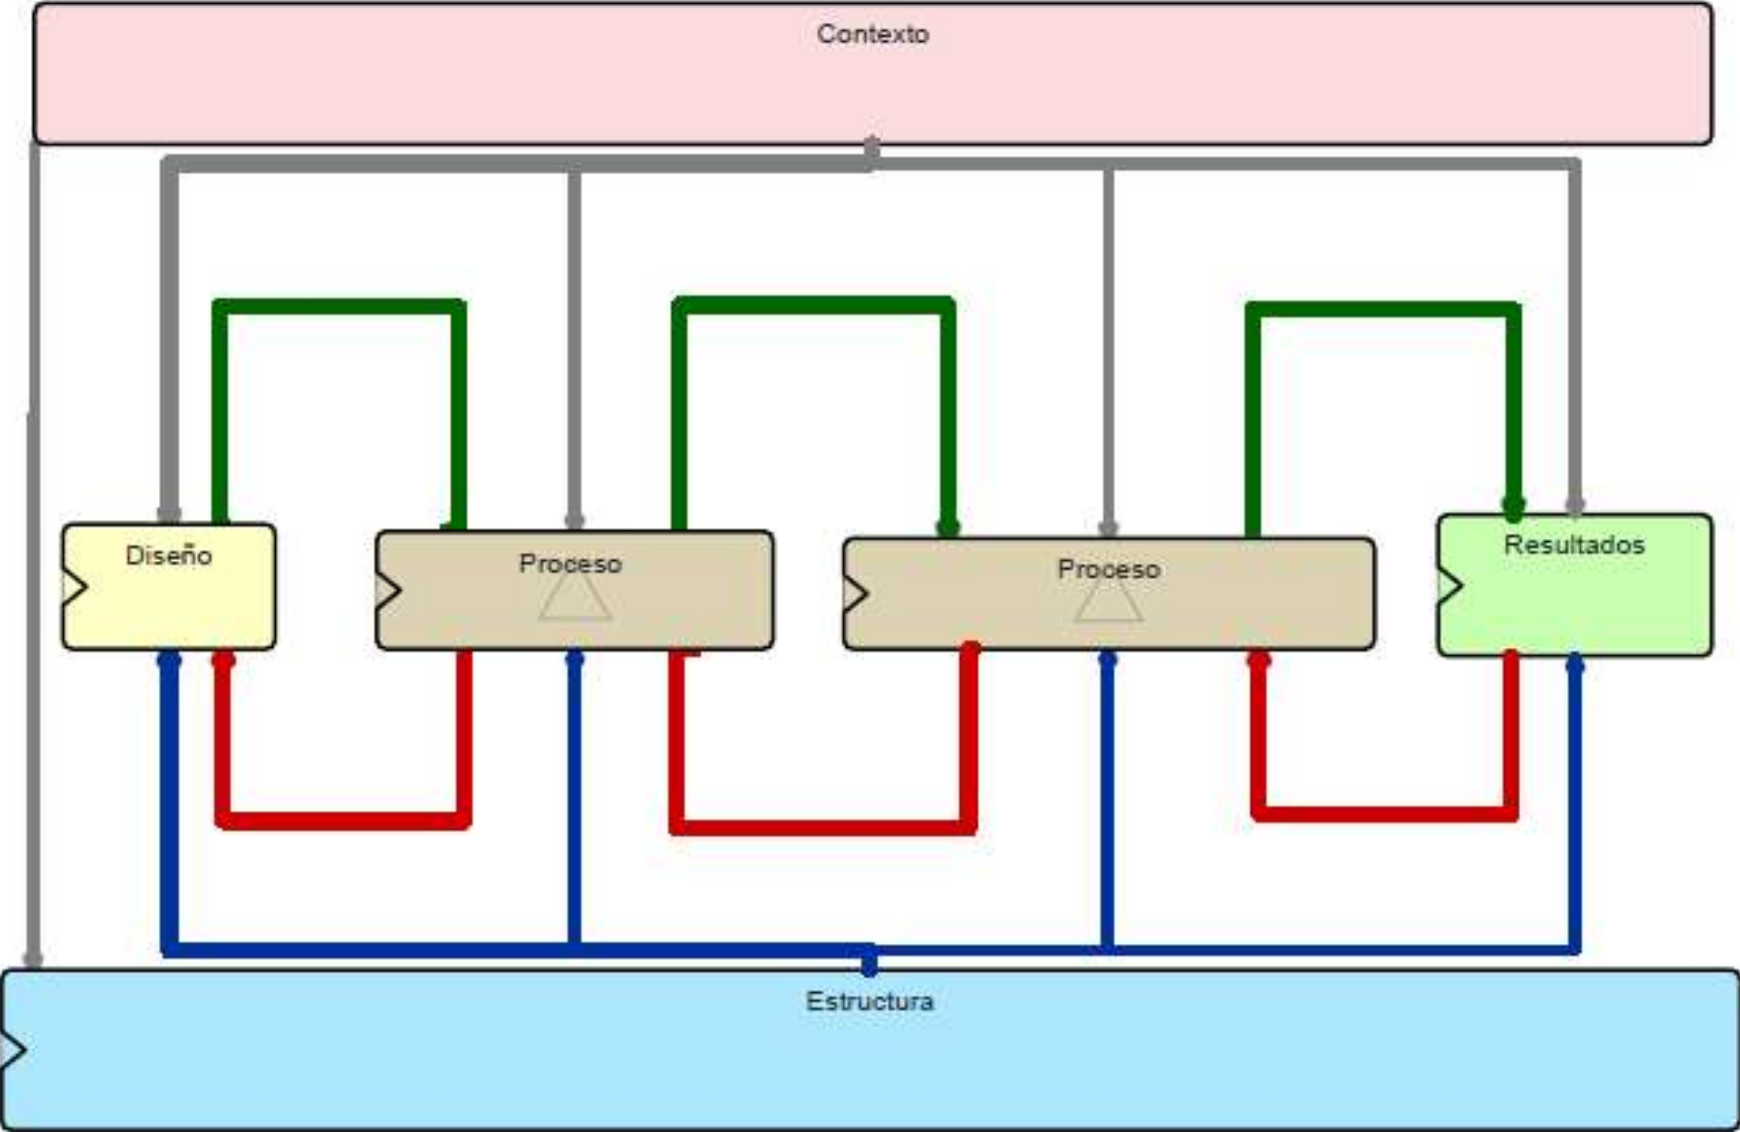 Contexto
Diseño
Proceso
Proceso
Resultados
Estructura